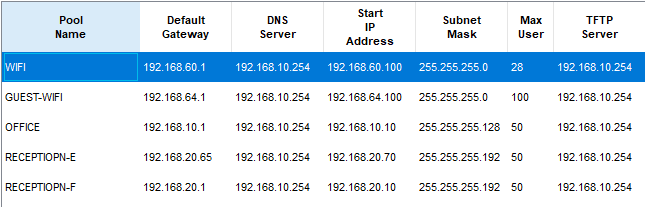 Pool Name Default Gateway DNS Server Start IP Address Subnet Mask Max User TFTP Server
WIFI 192.168.60.1 192.168.10.254 192.168.60.100 255.255.255.0 28 192.168.10.254
GUEST-WIFI 192.168.64.1 192.168.10.254 192.168.64.100 255.255.255.0 100 192.168.10.254
OFFICE 192.168.10.1 192.168.10.254 192.168.10.10 255.255.255.128 50 192.168.10.254
RECEPTIOPN-E 192.168.20.65 192.168.10.254 192.168.20.70 255.255.255.192 50 192.168.10.254
RECEPTIOPN-F 192.168.20.1 192.168.10.254 192.168.20.10 255.255.255.192 50 192.168.10.254